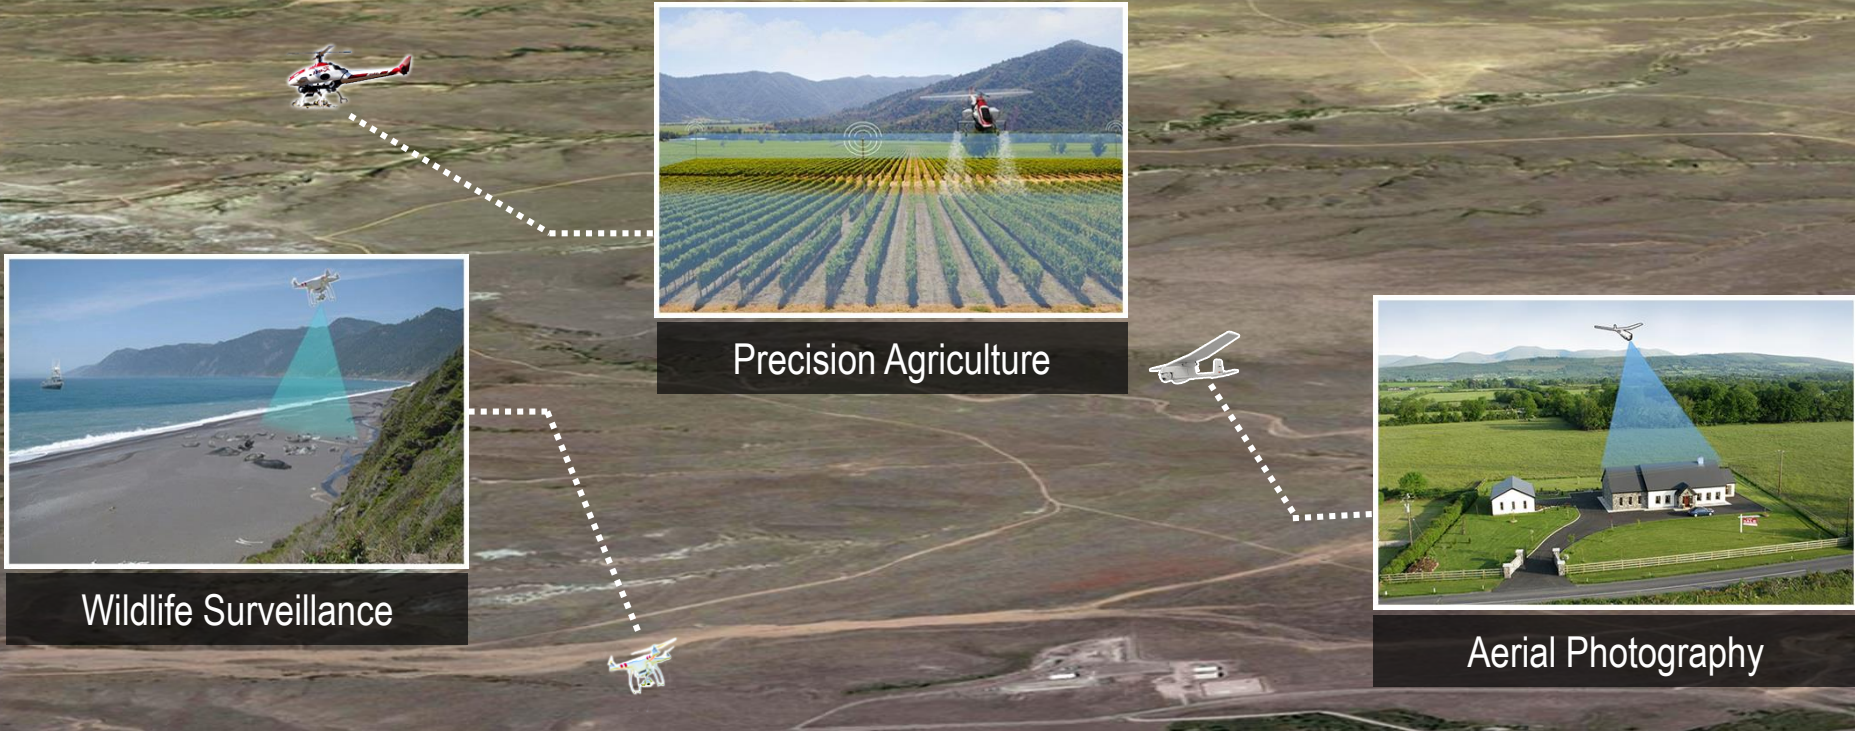 Precision Agriculture
Wildlife Surveillance
Aerial Photography